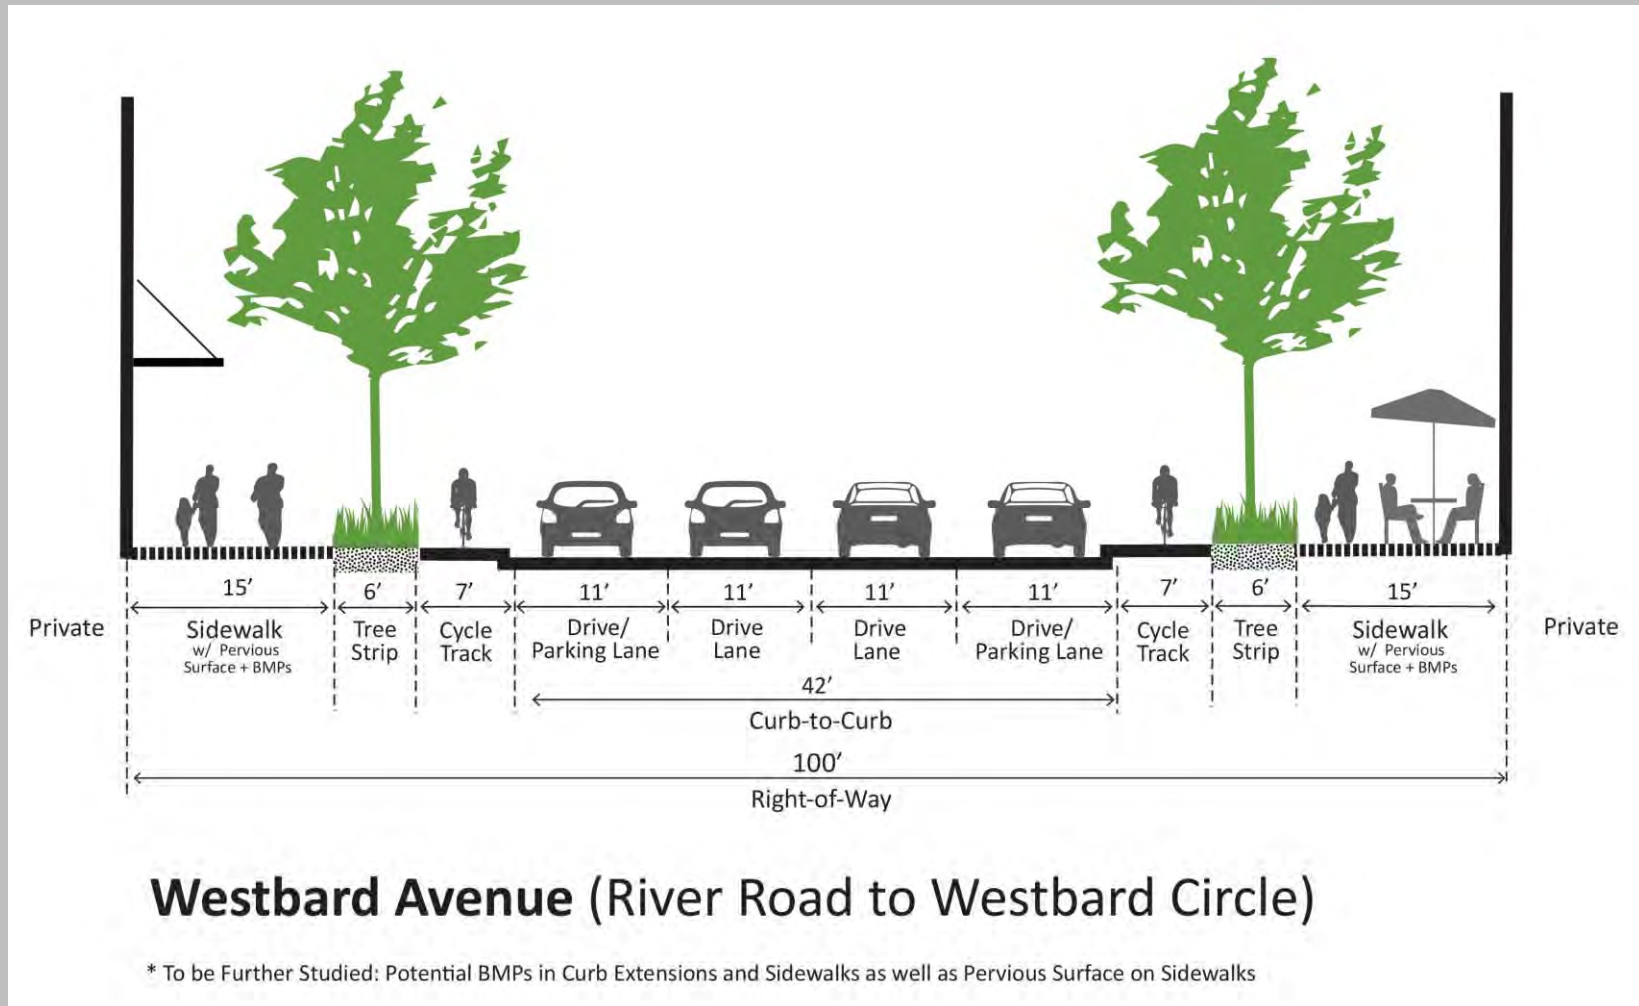 15’ 6’ 7’ 11’ 11’ 11’ 11’ 7’ 6’ 15’
Private
Sidewalk
w/ Pervious
Surface + BMPs
Tree
Strip
Cycle
Track
Drive/
Parking Lane
Drive
Lane
Drive
Lane
Drive/
Parking Lane
Cycle
Track
Tree
Strip
Sidewalk
w/ Pervious
Surface + BMPs
Private
42’
Curb-to-Curb
100’
Right-of-Way
Westbard Avenue (River Road to Westbard Circle)
* To be Further Studied: Potential BMPs in Curb Extensions and Sidewalks as well as Pervious Surface on Sidewalks